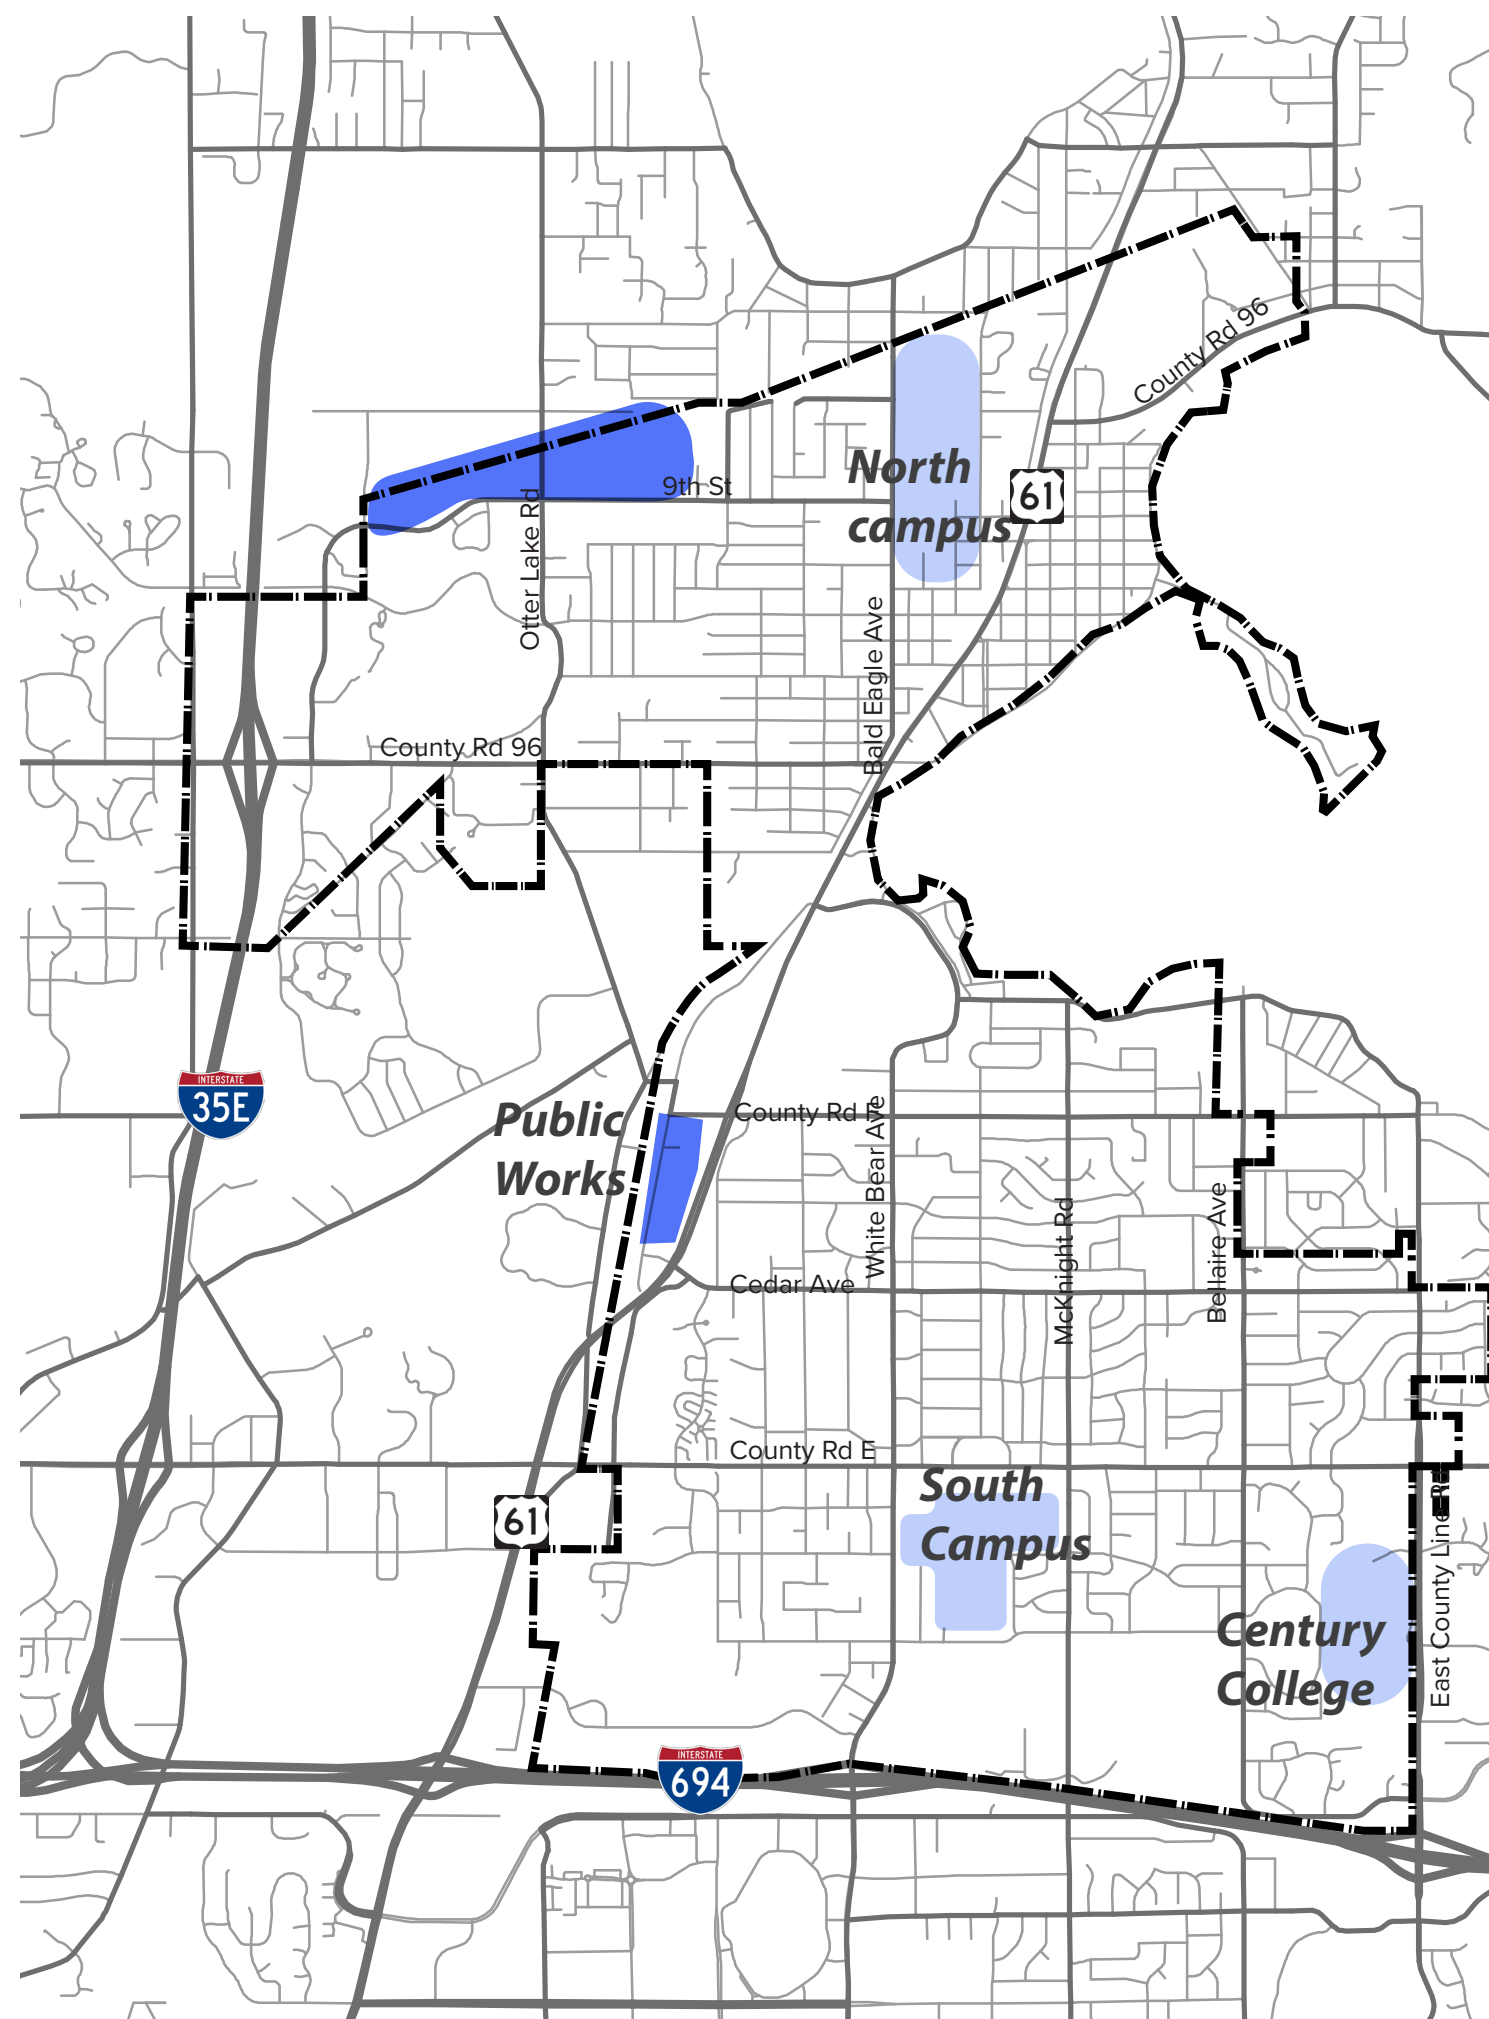 County Rd 96
North
campus
61
9th St
Otter Lake Rd
Bald Eagle Ave
County Rd 96
INTERSTATE
35E
Public
Works
County Rd F
White Bear Ave
McKnight Rd
Bellaire Ave
Cedar Ave
County Rd E
South
Campus
61
East County Line Rd
Century
College
INTERSTATE
694